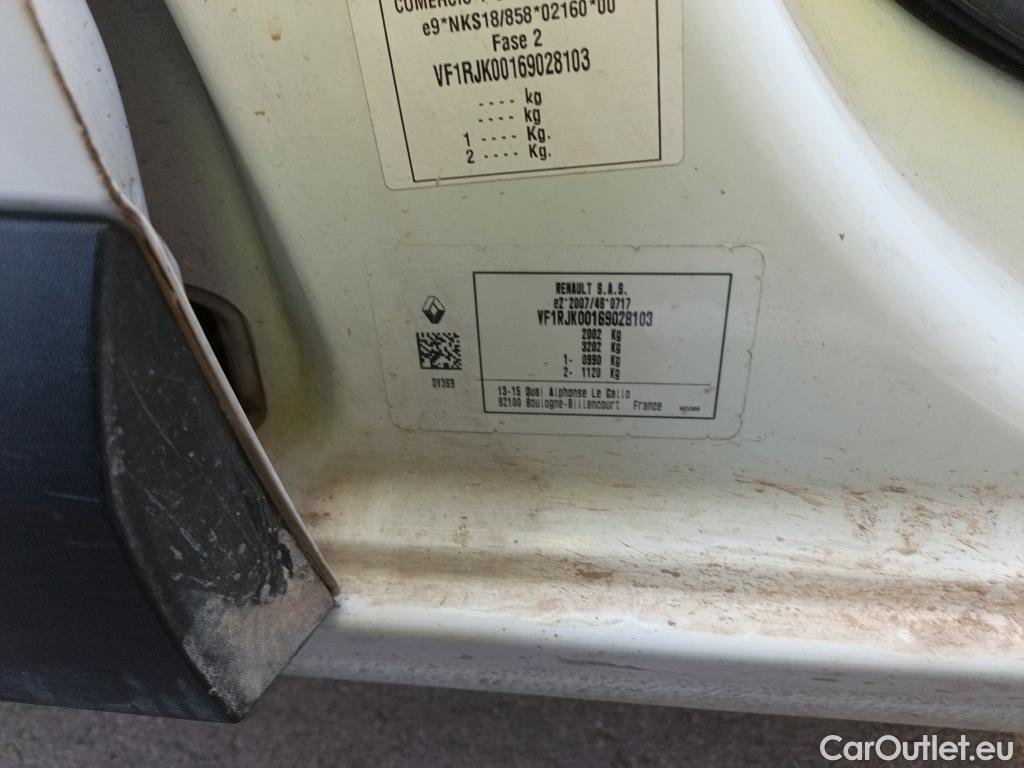 e9*NKS18/858*02160*00
Fase 2
VF1RJK00169028103
.... kg
.... kg
1 .... Kg.
2 .... Kg.
RENAULT S.A.S.
e2*2007/46*0717
VF1RJK00169028103
2002 Kg
3202 Kg
1- 0990 Kg
2- 1120 Kg
DV369
13-15 Quai Alphonse Le Gallo
92100 Boulogne-Billancourt France
CarOutlet.eu